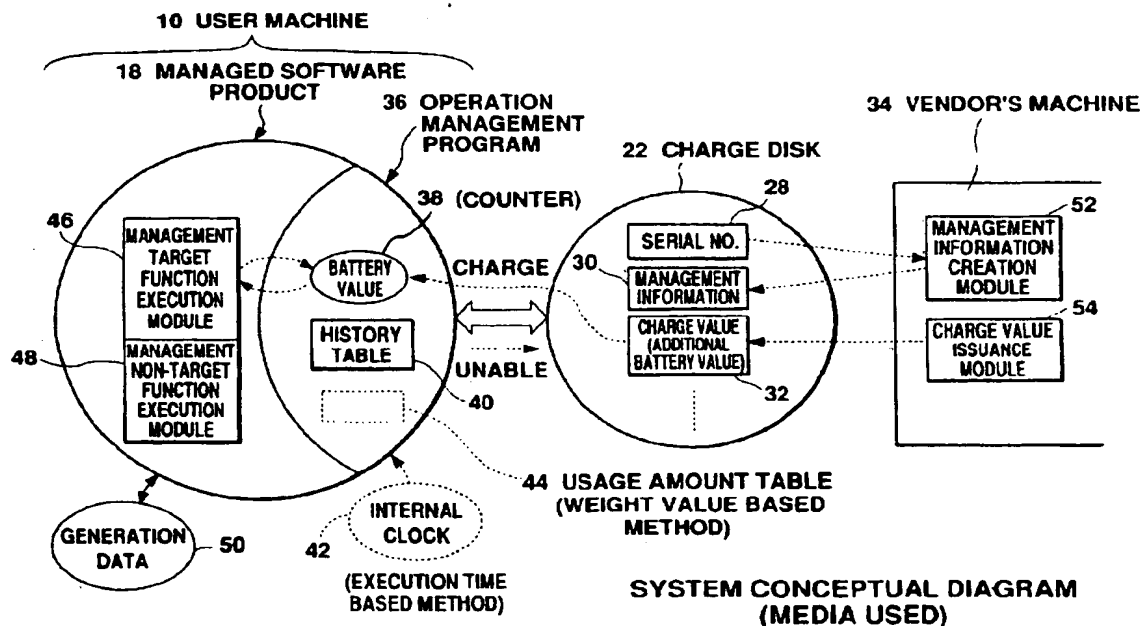 10 USER MACHINE
18 MANAGED SOFTWARE
PRODUCT
36 OPERATION
MANAGEMENT
PROGRAM
34 VENDOR'S MACHINE
22 CHARGE DISK
38 (COUNTER)
28
46
MANAGEMENT
TARGET
FUNCTION
EXECUTION
MODULE
BATTERY
VALUE
CHARGE
SERIAL NO.
30
MANAGEMENT
INFORMATION
52
MANAGEMENT
INFORMATION
CREATION
MODULE
48
MANAGEMENT
NON-TARGET
FUNCTION
EXECUTION
MODULE
HISTORY
TABLE
40
UNABLE
CHARGE VALUE
(ADDITIONAL
BATTERY VALUE)
32
54
CHARGE VALUE
ISSUANCE
MODULE
44 USAGE AMOUNT TABLE
(WEIGHT VALUE BASED
METHOD)
GENERATION
DATA
50
42
INTERNAL
CLOCK
(EXECUTION TIME
BASED METHOD)
SYSTEM CONCEPTUAL DIAGRAM
(MEDIA USED)